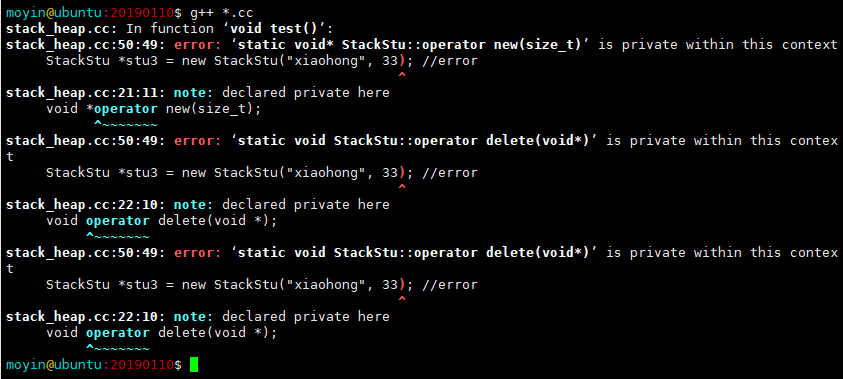 moyin@ubuntu:20190110$ g++ *.cc
stack_heap.cc: In function ‘void test()’:
stack_heap.cc:50:49: error: ‘static void* StackStu::operator new(size_t)’ is private within this context
     StackStu *stu3 = new StackStu("xiaohong", 33); //error
                                                 ^
stack_heap.cc:21:11: note: declared private here
     void *operator new(size_t);
           ^~~~~~~~
stack_heap.cc:50:49: error: ‘static void StackStu::operator delete(void*)’ is private within this contex
t
     StackStu *stu3 = new StackStu("xiaohong", 33); //error
                                                 ^
stack_heap.cc:22:10: note: declared private here
     void operator delete(void *);
          ^~~~~~~~
stack_heap.cc:50:49: error: ‘static void StackStu::operator delete(void*)’ is private within this contex
t
     StackStu *stu3 = new StackStu("xiaohong", 33); //error
                                                 ^
stack_heap.cc:22:10: note: declared private here
     void operator delete(void *);
          ^~~~~~~~
moyin@ubuntu:20190110$